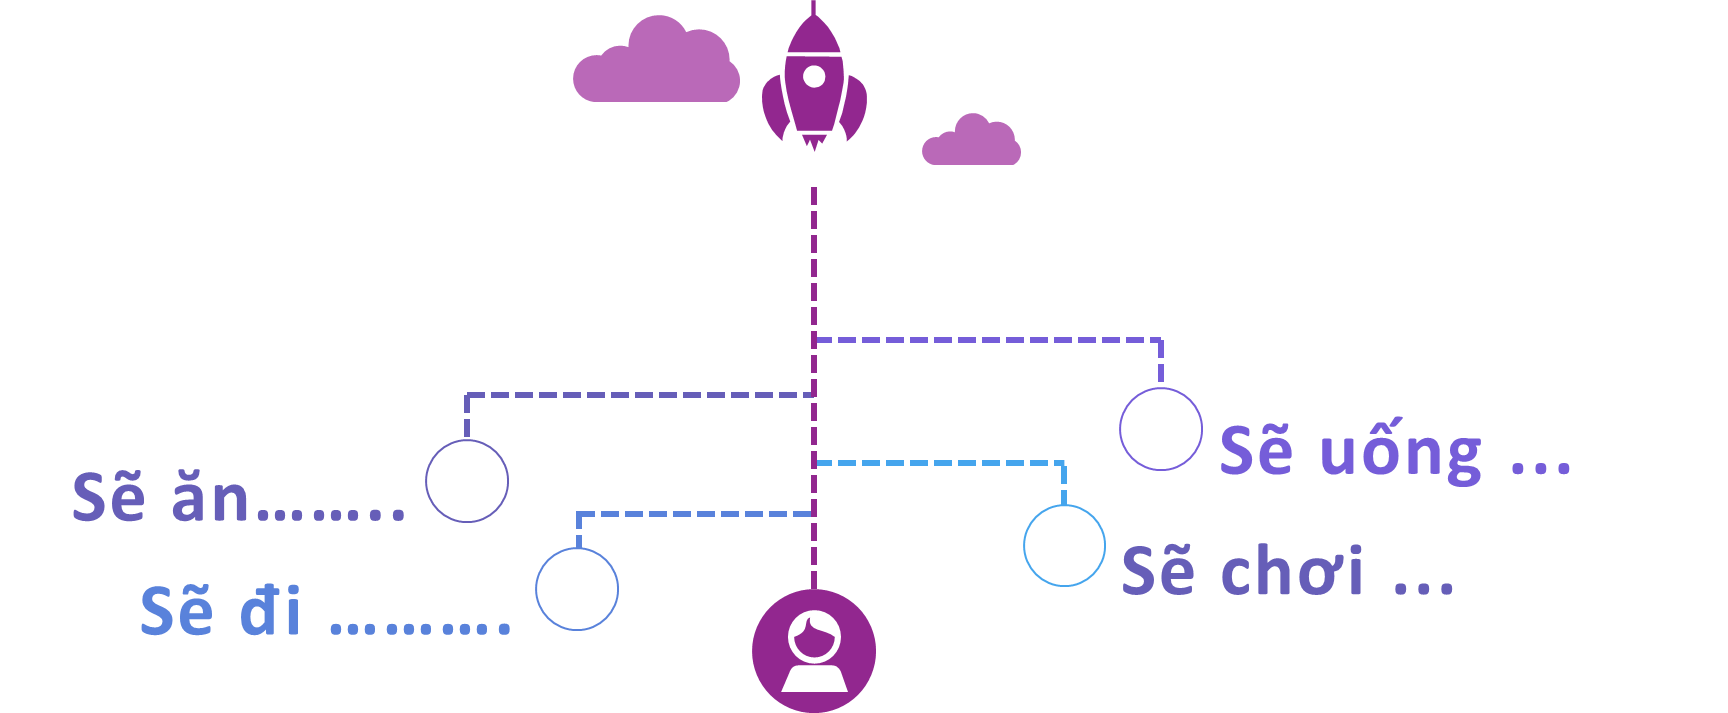 Sẽ uống ...
Sẽ ăn……..
Sẽ chơi ...
Sẽ đi ……….